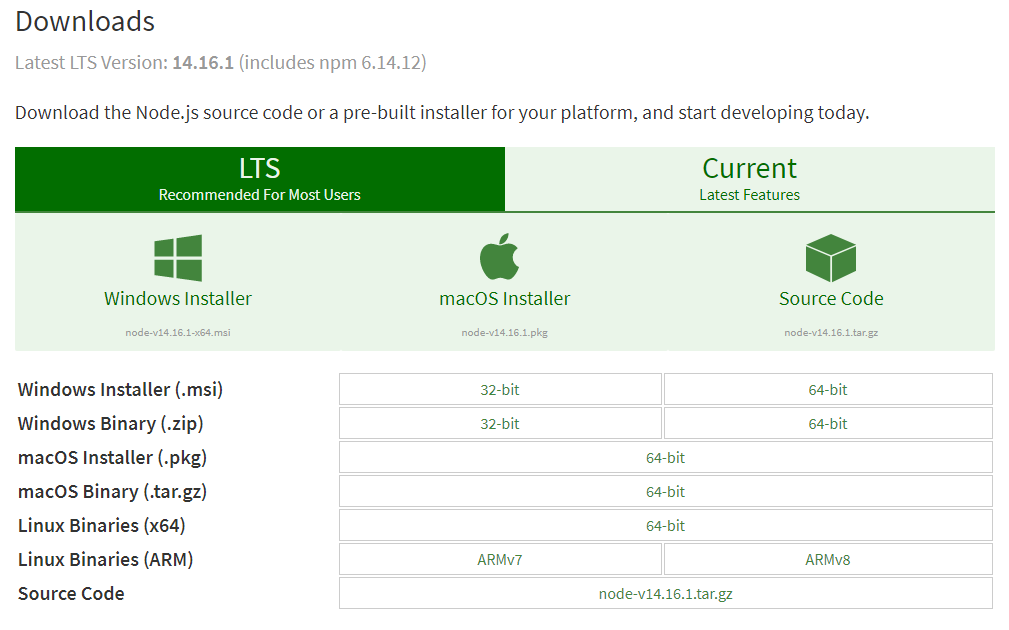 Downloads
Latest LTS Version: 14.16.1 (includes npm 6.14.12)
Download the Node.js source code or a pre-built installer for your platform, and start developing today.
LTS
Recommended For Most Users
Current
Latest Features
Windows Installer
node-v14.16.1-x64.msi
macOS Installer
node-v14.16.1.pkg
Source Code
node-v14.16.1.tar.gz
Windows Installer (.msi) 32-bit 64-bit
Windows Binary (.zip) 32-bit 64-bit
macOS Installer (.pkg) 64-bit
macOS Binary (.tar.gz) 64-bit
Linux Binaries (x64) 64-bit
Linux Binaries (ARM) ARMv7 ARMv8
Source Code node-v14.16.1.tar.gz